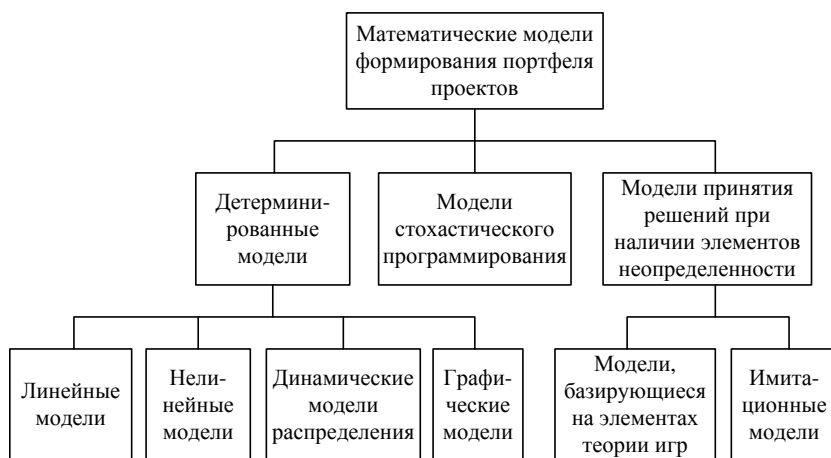 Математические модели
формирования портфеля
проектов
Детермини-
рованные
модели
Модели
стохастического
программирования
Модели принятия
решений при
наличии элементов
неопределенности
Линейные
модели
Нели-
нейные
модели
Динамические
модели
распределения
Графи-
ческие
модели
Модели,
базирующиеся
на элементах
теории игр
Имита-
ционные
модели